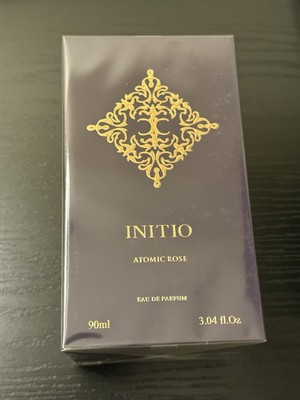 INITIO
ATOMIC ROSE
EAU DE PARFUM
90ml 3.04 fl.Oz